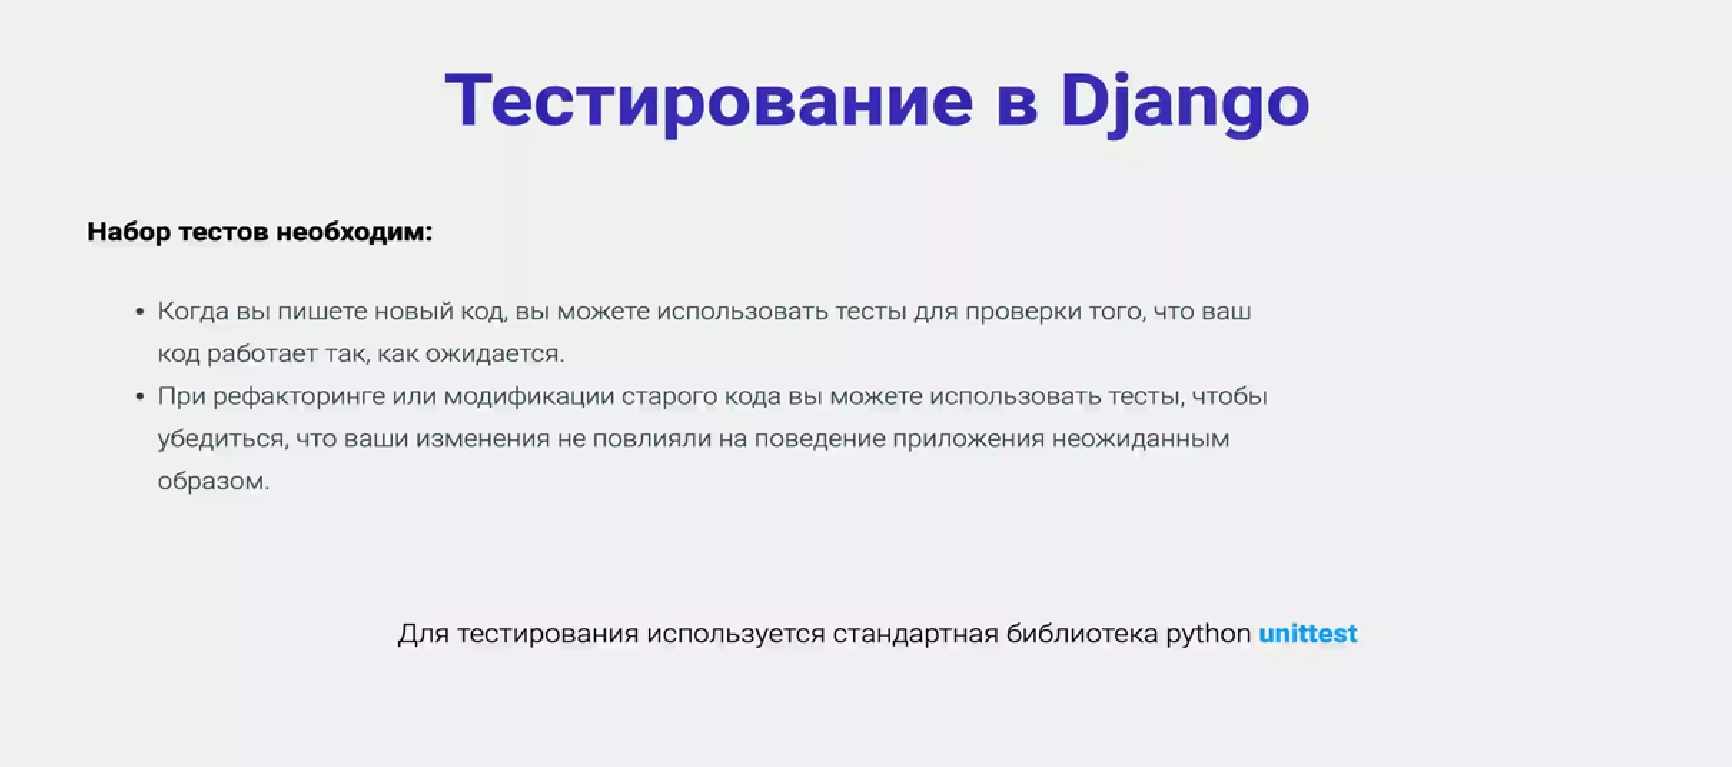 Тестирование в Django
Набор тестов необходим:
• Когда вы пишете новый код, вы можете использовать тесты для проверки того, что ваш
код работает так, как ожидается.
• При рефакторинге или модификации старого кода вы можете использовать тесты, чтобы
убедиться, что ваши изменения не повлияли на поведение приложения неожиданным
образом.
Для тестирования используется стандартная библиотека python unittest